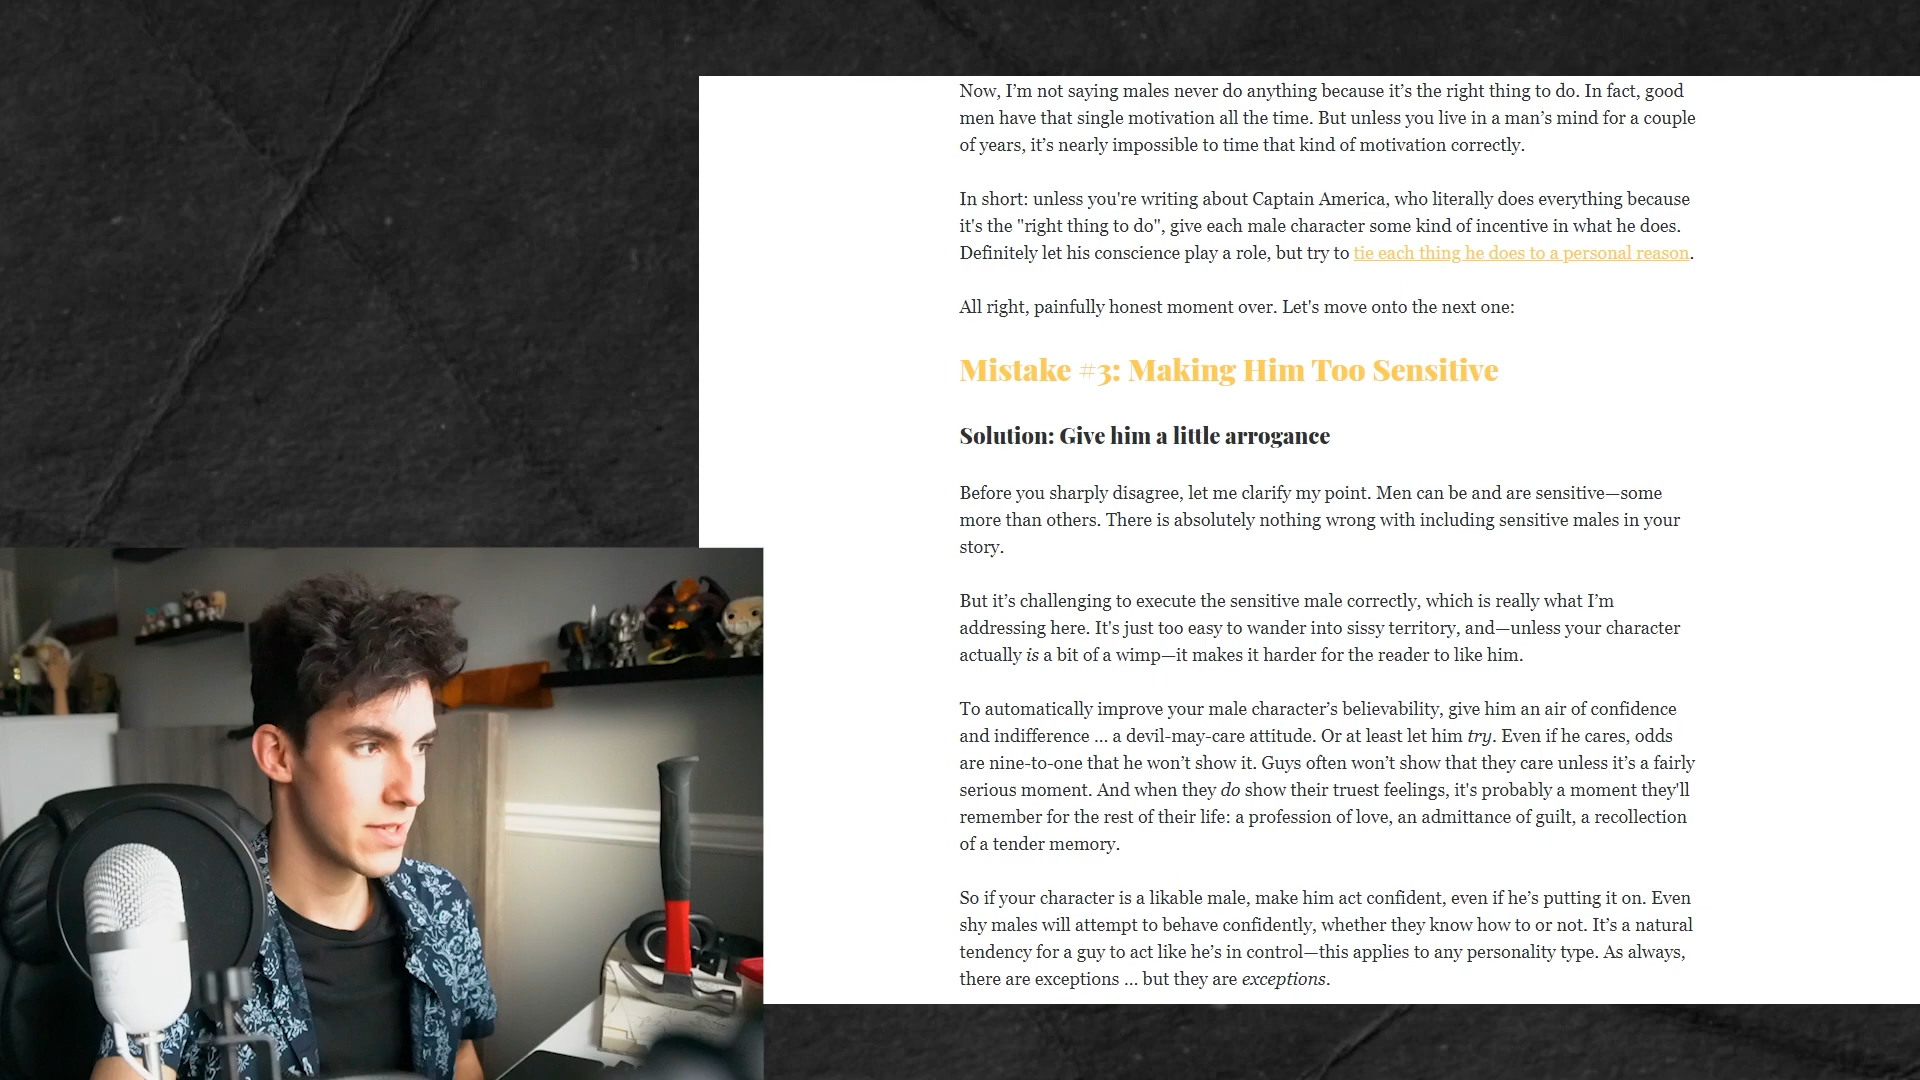 Now, I’m not saying males never do anything because it’s the right thing to do. In fact, good
men have that single motivation all the time. But unless you live in a man’s mind for a couple
of years, it’s nearly impossible to time that kind of motivation correctly.
In short: unless you're writing about Captain America, who literally does everything because
it's the "right thing to do", give each male character some kind of incentive in what he does.
Definitely let his conscience play a role, but try to tie each thing he does to a personal reason.
All right, painfully honest moment over. Let's move onto the next one:
Mistake #3: Making Him Too Sensitive
Solution: Give him a little arrogance
Before you sharply disagree, let me clarify my point. Men can be and are sensitive—some
more than others. There is absolutely nothing wrong with including sensitive males in your
story.
But it’s challenging to execute the sensitive male correctly, which is really what I’m
addressing here. It's just too easy to wander into sissy territory, and—unless your character
actually is a bit of a wimp—it makes it harder for the reader to like him.
To automatically improve your male character’s believability, give him an air of confidence
and indifference ... a devil-may-care attitude. Or at least let him try. Even if he cares, odds
are nine-to-one that he won’t show it. Guys often won’t show that they care unless it’s a fairly
serious moment. And when they do show their truest feelings, it's probably a moment they'll
remember for the rest of their life: a profession of love, an admittance of guilt, a recollection
of a tender memory.
So if your character is a likable male, make him act confident, even if he’s putting it on. Even
shy males will attempt to behave confidently, whether they know how to or not. It’s a natural
tendency for a guy to act like he’s in control—this applies to any personality type. As always,
there are exceptions ... but they are exceptions.